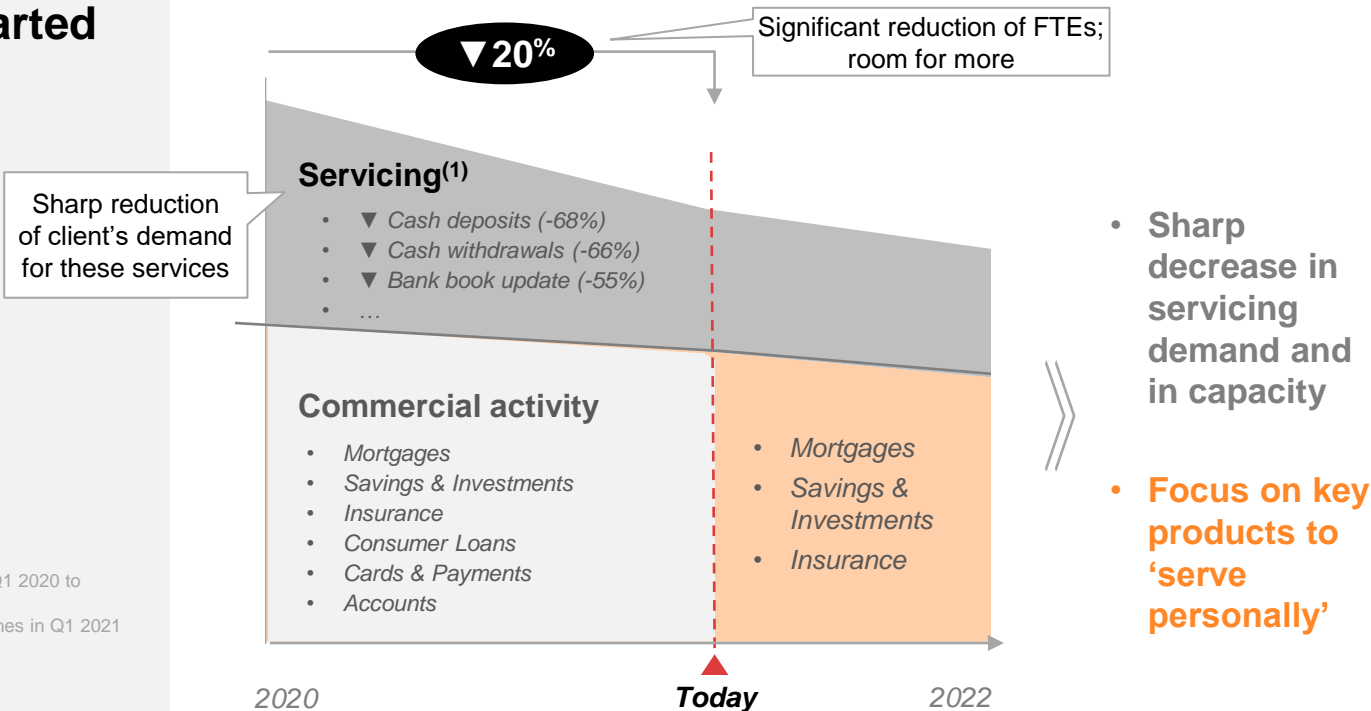 ▼20%
Significant reduction of FTEs;
room for more
Sharp reduction
of client’s demand
for these services
Servicing(1)
• ▼ Cash deposits (-68%)
• ▼ Cash withdrawals (-66%)
• ▼ Bank book update (-55%)
• …
Commercial activity
• Mortgages
• Savings & Investments
• Insurance
• Consumer Loans
• Cards & Payments
• Accounts
• Mortgages
• Savings &
Investments
• Insurance
• Sharp
decrease in
servicing
demand and
in capacity
• Focus on key
products to
‘serve
personally’
1 2020 to
in Q1 2021
2020
Today
2022